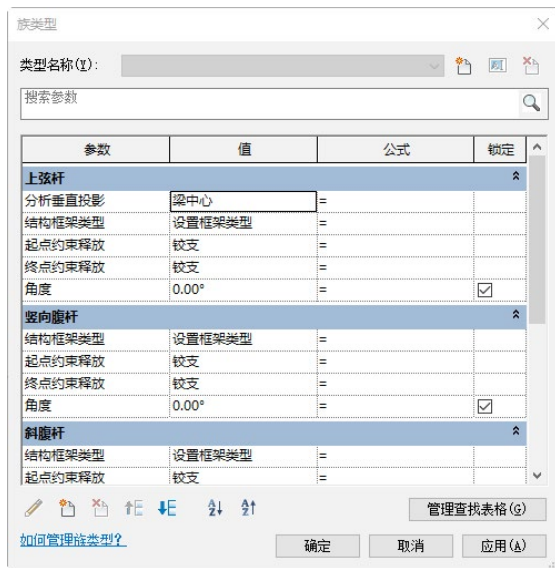 族类型
类型名称(Y):
搜索参数
参数 值 公式 锁定
上弦杆
分析垂直投影 梁中心 =
结构框架类型 设置框架类型 =
起点约束释放 铰支 =
终点约束释放 铰支 =
角度 0.00° =
竖向腹杆
结构框架类型 设置框架类型 =
起点约束释放 铰支 =
终点约束释放 铰支 =
角度 0.00° =
斜腹杆
结构框架类型 设置框架类型 =
起点约束释放 铰支 =
管理查找表格(G)
如何管理族类型?
确定 取消 应用(A)